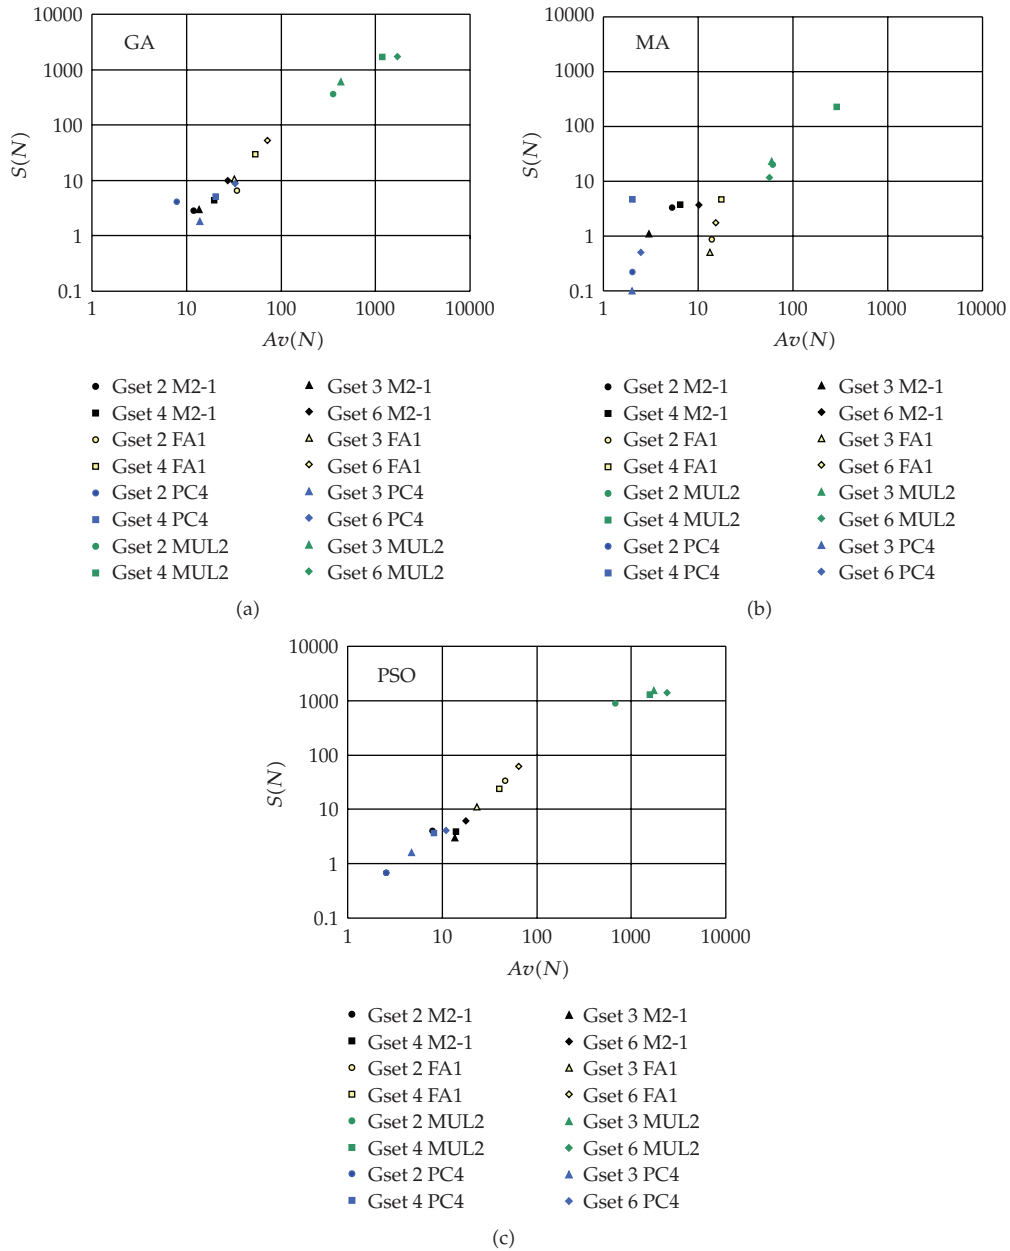 10000
1000
100
10
1
0.1
S(N)
GA
1 10 100 1000 10000
Av(N)
Gset 2 M2-1 Gset 3 M2-1
Gset 4 M2-1 Gset 6 M2-1
Gset 2 FA1 Gset 3 FA1
Gset 4 FA1 Gset 6 FA1
Gset 2 PC4 Gset 3 PC4
Gset 4 PC4 Gset 6 PC4
Gset 2 MUL2 Gset 3 MUL2
Gset 4 MUL2 Gset 6 MUL2
(a)
10000
1000
100
10
1
0.1
S(N)
MA
1 10 100 1000 10000
Av(N)
Gset 2 M2-1 Gset 3 M2-1
Gset 4 M2-1 Gset 6 M2-1
Gset 2 FA1 Gset 3 FA1
Gset 4 FA1 Gset 6 FA1
Gset 2 MUL2 Gset 3 MUL2
Gset 4 MUL2 Gset 6 MUL2
Gset 2 PC4 Gset 3 PC4
Gset 4 PC4 Gset 6 PC4
(b)
10000
1000
100
10
1
0.1
S(N)
PSO
1 10 100 1000 10000
Av(N)
Gset 2 M2-1 Gset 3 M2-1
Gset 4 M2-1 Gset 6 M2-1
Gset 2 FA1 Gset 3 FA1
Gset 4 FA1 Gset 6 FA1
Gset 2 MUL2 Gset 3 MUL2
Gset 4 MUL2 Gset 6 MUL2
Gset 2 PC4 Gset 3 PC4
Gset 4 PC4 Gset 6 PC4
(c)